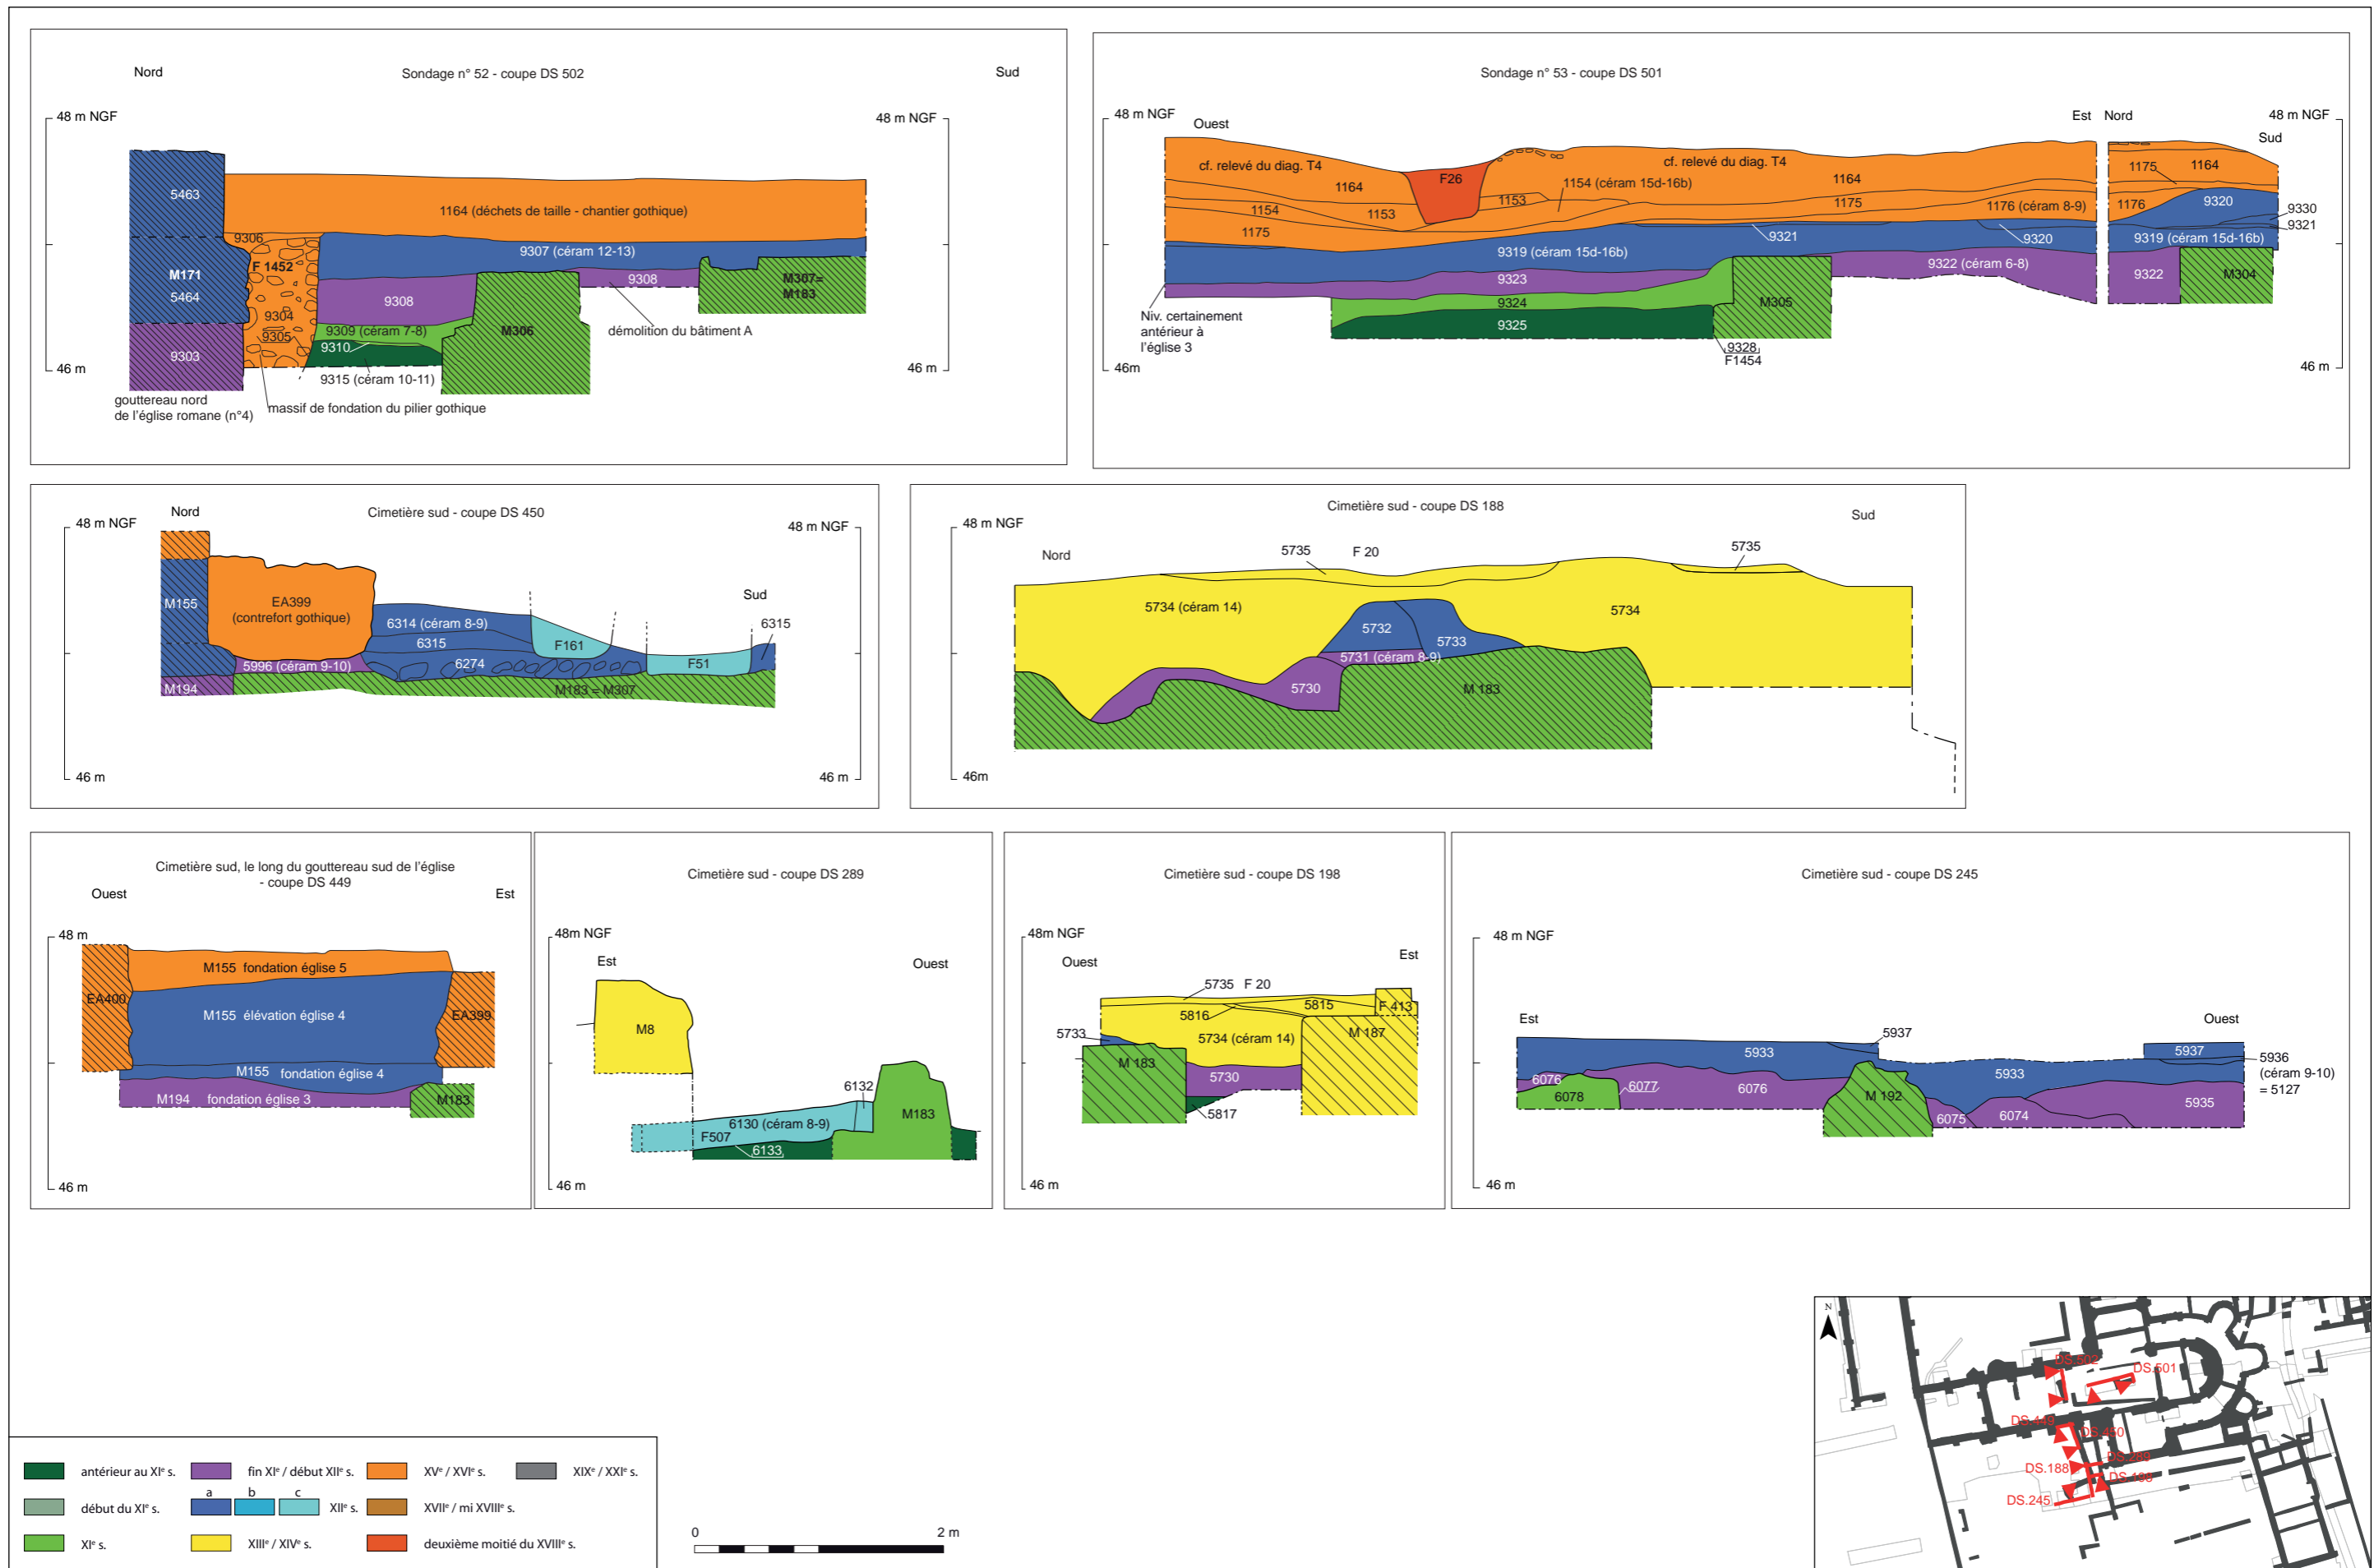 Nord
Sondage n° 52 - coupe DS 502
Sud
48 m NGF
48 m NGF
5463
1164 (déchets de taille - chantier gothique)
9306
9307 (céram 12-13)
F 1452
M171
5464
9308
9308
M307=
M183
9304
9309 (céram 7-8)
M306
démolition du bâtiment A
9305
9310
9303
46 m
46 m
9315 (céram 10-11)
gouttereau nord
de l'église romane (n°4)
massif de fondation du pilier gothique
Sondage n° 53 - coupe DS 501
48 m NGF
Ouest
Est
Nord
48 m NGF
Sud
cf. relevé du diag. T4
F26
cf. relevé du diag. T4
1175
1164
1164
1154 (céram 15d-16b)
1164
1154
1153
1153
1175
1176 (céram 8-9)
1176
9320
9330
9321
1175
9321
9320
9319 (céram 15d-16b)
9319 (céram 15d-16b)
9322 (céram 6-8)
9323
9322
M304
9324
M305
Niv. certainement
antérieur à
l'église 3
9325
9328
F1454
46m
46 m
Nord
Cimetière sud - coupe DS 450
48 m NGF
48 m NGF
M155
EA399
(contrefort gothique)
Sud
6314 (céram 8-9)
6315
6315
F161
5996 (céram 9-10)
6274
F51
M194
M183 = M307
46 m
46 m
Cimetière sud - coupe DS 188
48 m NGF
Sud
Nord
5735
F 20
5735
5734 (céram 14)
5734
5732
5733
5731 (céram 8-9)
5730
M 183
46m
Cimetière sud, le long du gouttereau sud de l'église
- coupe DS 449
Ouest
Est
48 m
M155 fondation église 5
EA400
M155 élévation église 4
EA399
M155 fondation église 4
M194 fondation église 3
M183
46 m
Cimetière sud - coupe DS 289
48m NGF
Est
Ouest
M8
6132
M183
6130 (céram 8-9)
F507
6133
46 m
Cimetière sud - coupe DS 198
48m NGF
Ouest
Est
5735 F 20
5815
F 413
5816
5733
5734 (céram 14)
M 187
M 183
5730
5817
46 m
Cimetière sud - coupe DS 245
48 m NGF
Est
Ouest
5937
5933
5937
5936
(céram 9-10)
= 5127
5933
6076
6077
6076
6078
M 192
5935
6075
6074
46 m
N
DS.502
DS.501
DS.449
DS.450
DS.289
DS.188
DS.198
DS.245
antérieur au XIe s.
fin XIe / début XIIe s.
XVe / XVIe s.
XIXe / XXIe s.
a
b
c
début du XIe s.
XIIe s.
XVIIe / mi XVIIIe s.
XIe s.
XIIIe / XIVe s.
deuxième moitié du XVIIIe s.
0
2 m